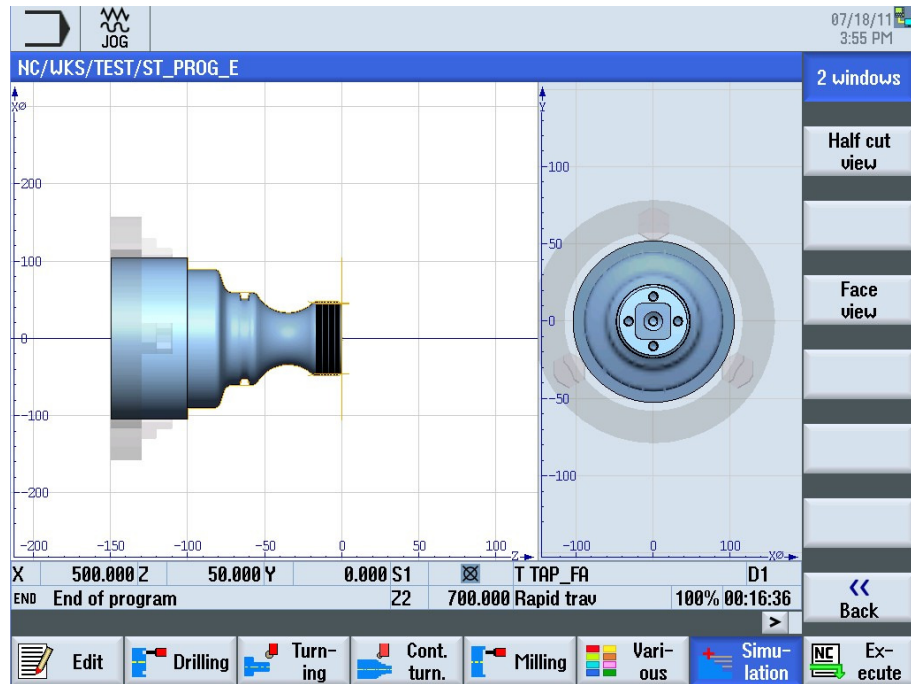 JOG
07/18/11
3:55 PM
NC/WKS/TEST/ST_PROG_E
2 windows
Half cut
view
Face
view
<<
Back
XØ
200
100
0
-100
-200
-200 -150 -100 -50 0 50 100
Z
Y
100
50
0
-50
-100
-100 0 100
XØ
X 500.000 Z 50.000 Y 0.000 S1 T TAP_FA D1
END End of program Z2 700.000 Rapid trav 100% 00:16:36
>
Edit
Drilling
Turn-
ing
Cont.
turn.
Milling
Vari-
ous
Simu-
lation
NC
Ex-
ecute